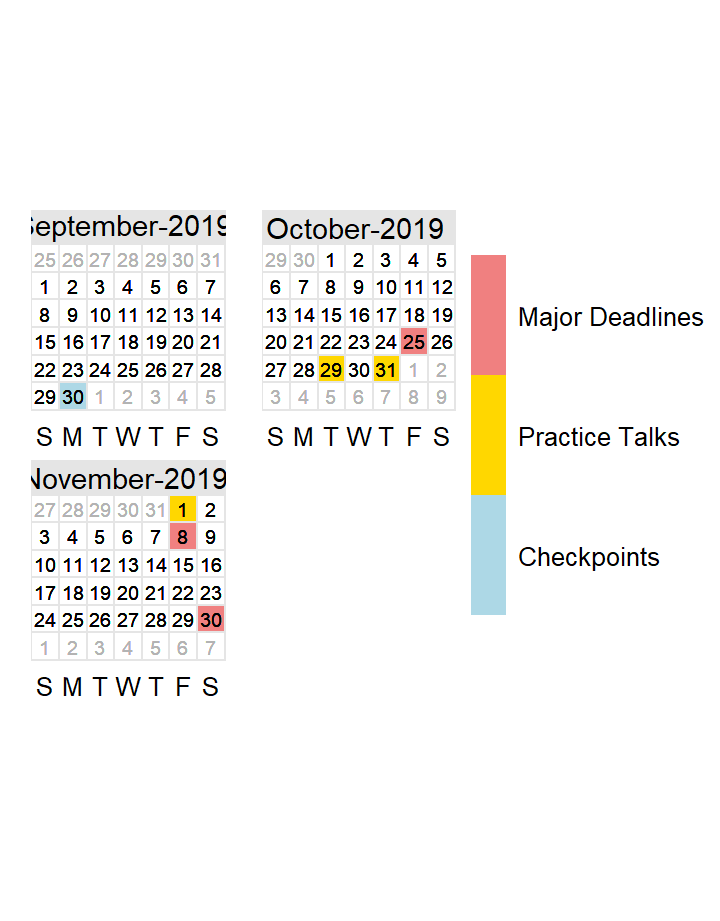 September-2019
25 26 27 28 29 30 31
1 2 3 4 5 6 7
8 9 10 11 12 13 14
15 16 17 18 19 20 21
22 23 24 25 26 27 28
29 30 1 2 3 4 5
S M T W T F S
October-2019
29 30 1 2 3 4 5
6 7 8 9 10 11 12
13 14 15 16 17 18 19
20 21 22 23 24 25 26
27 28 29 30 31 1 2
3 4 5 6 7 8 9
S M T W T F S
November-2019
27 28 29 30 31 1 2
3 4 5 6 7 8 9
10 11 12 13 14 15 16
17 18 19 20 21 22 23
24 25 26 27 28 29 30
1 2 3 4 5 6 7
S M T W T F S
Major Deadlines
Practice Talks
Checkpoints